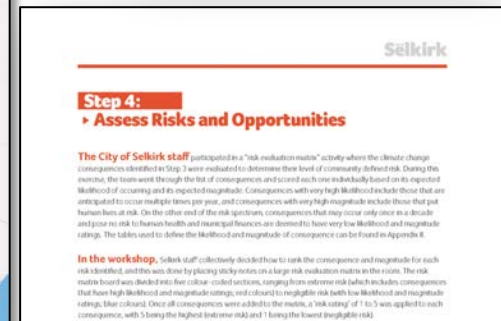 Sëlkirk
Step 4:
▸ Assess Risks and Opportunities
The City of Selkirk staff participated in a "risk evaluation matrix" activity where the climate change
consequences identified in Step 3 were evaluated to determine their level of community defined risk. During this
exercise, the team went through the list of consequences and scored each one individually based on its expected
likelihood of occurring and its expected magnitude. Consequences with very high likelihood include those that are
anticipated to occur multiple times per year, and consequences with very high magnitude include those that put
human lives at risk. On the other end of the risk spectrum, consequences that may occur only once in a decade
and pose no risk to human health and municipal finances are deemed to have very low likelihood and magnitude
ratings. The tables used to define the likelihood and magnitude of consequence can be found in Appendix
In the workshop, Selkirk staff collectively decided how to rank the consequence and magnitude for each
risk identified, and this was done by placing sticky notes on a large risk evaluation matrix in the room. The risk
matrix board was divided into five colour-coded sections, ranging from extreme risk (which includes consequences
that have high likelihood and magnitude ratings; red colours) to negligible risk (with low likelihood and magnitude
ratings; blue colours). Once all consequences were added to the matrix, a 'risk rating' of 1 to 5 was applied to each
consequence, with 5 being the highest (extreme risk) and 1 being the lowest (negligible risk).